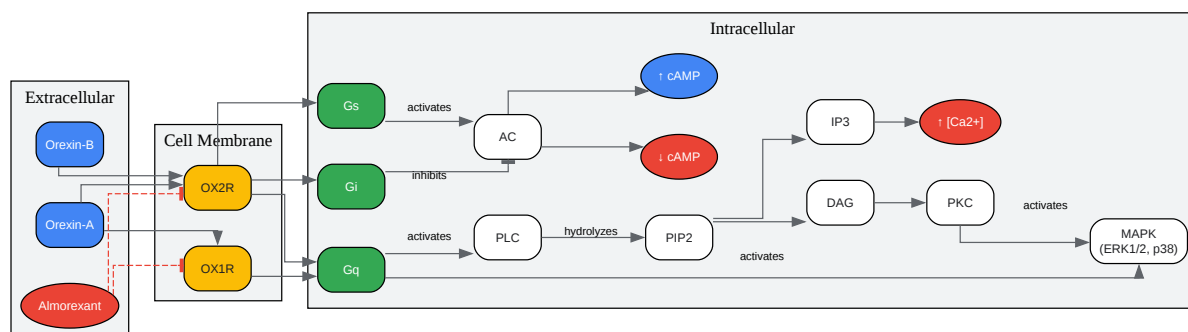 Intracellular
Extracellular
Cell Membrane
Orexin-B
Orexin-A
Almorexant
OX2R
OX1R
Gs
Gi
Gq
activates
inhibits
activates
AC
PLC
hydrolyzes
↑ cAMP
↓ cAMP
PIP2
activates
IP3
DAG
↑ [Ca2+]
PKC
activates
MAPK
(ERK1/2, p38)